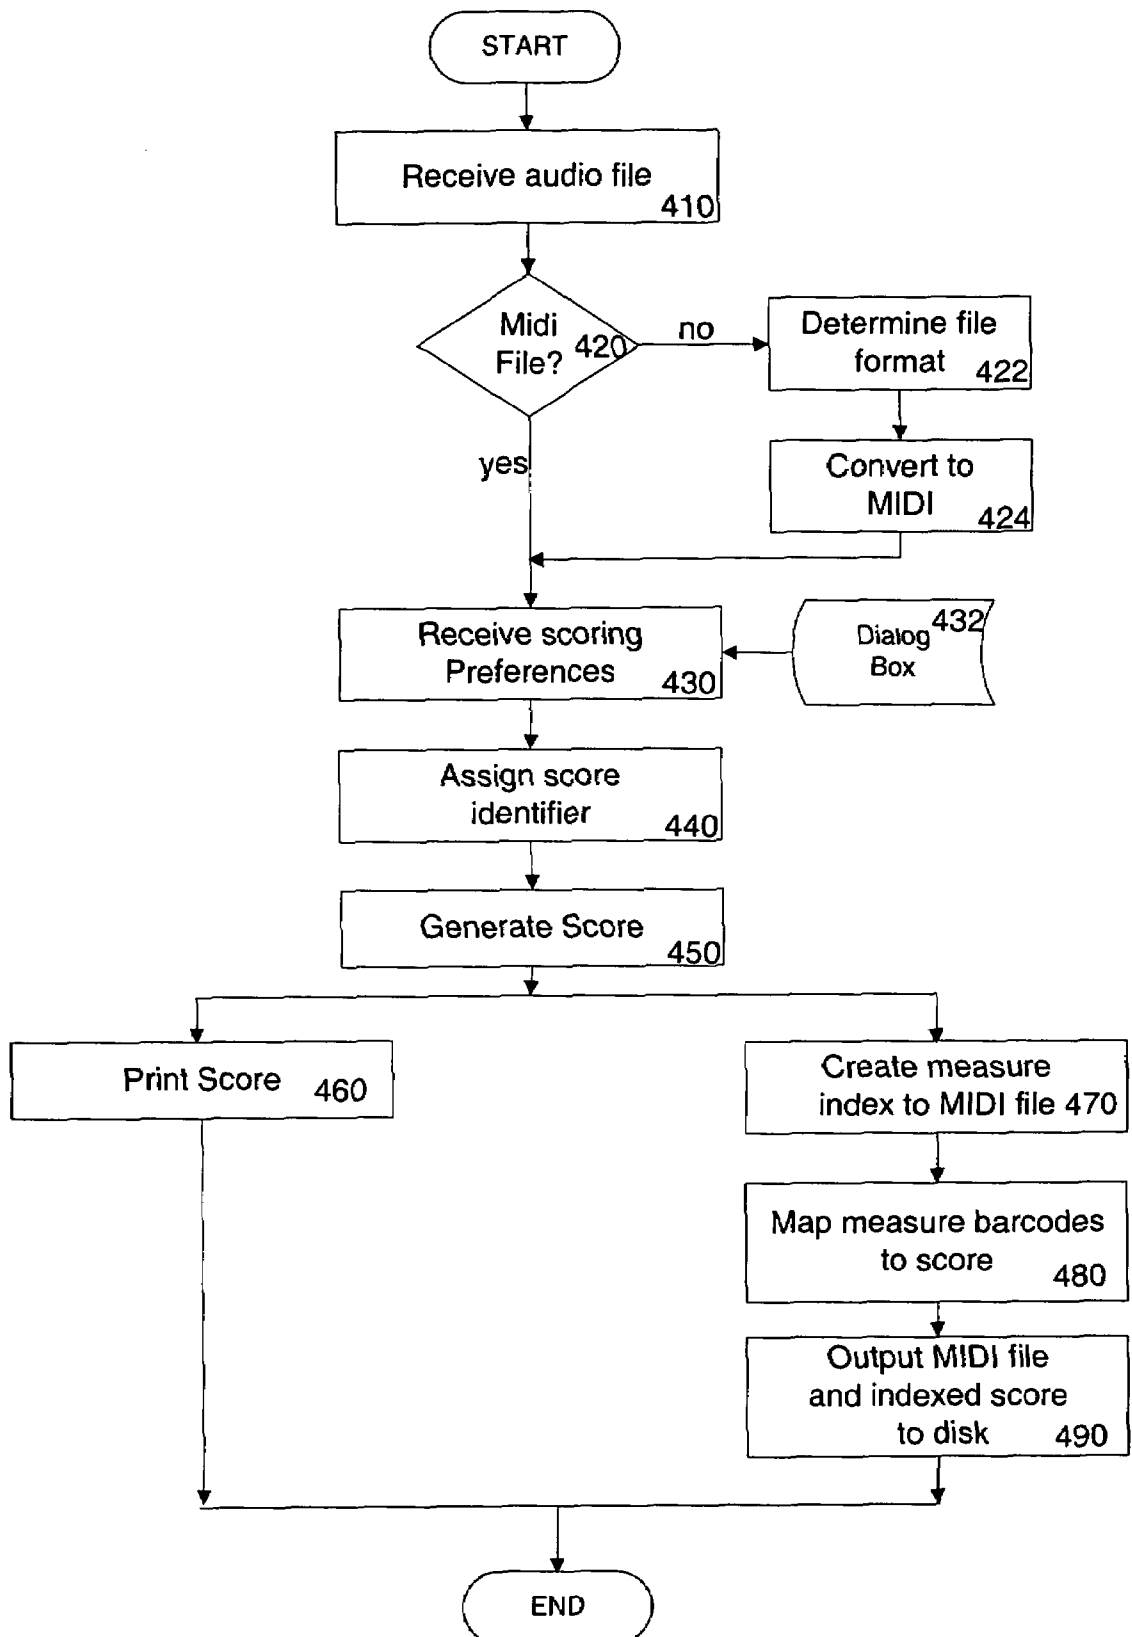 START
Receive audio file
410
Midi
File?
420
no
Determine file
format
422
yes
Convert to
MIDI
424
Receive scoring
Preferences
430
Dialog
Box
432
Assign score
identifier
440
Generate Score
450
Print Score
460
Create measure
index to MIDI file 470
Map measure barcodes
to score
480
Output MIDI file
and indexed score
to disk
490
END